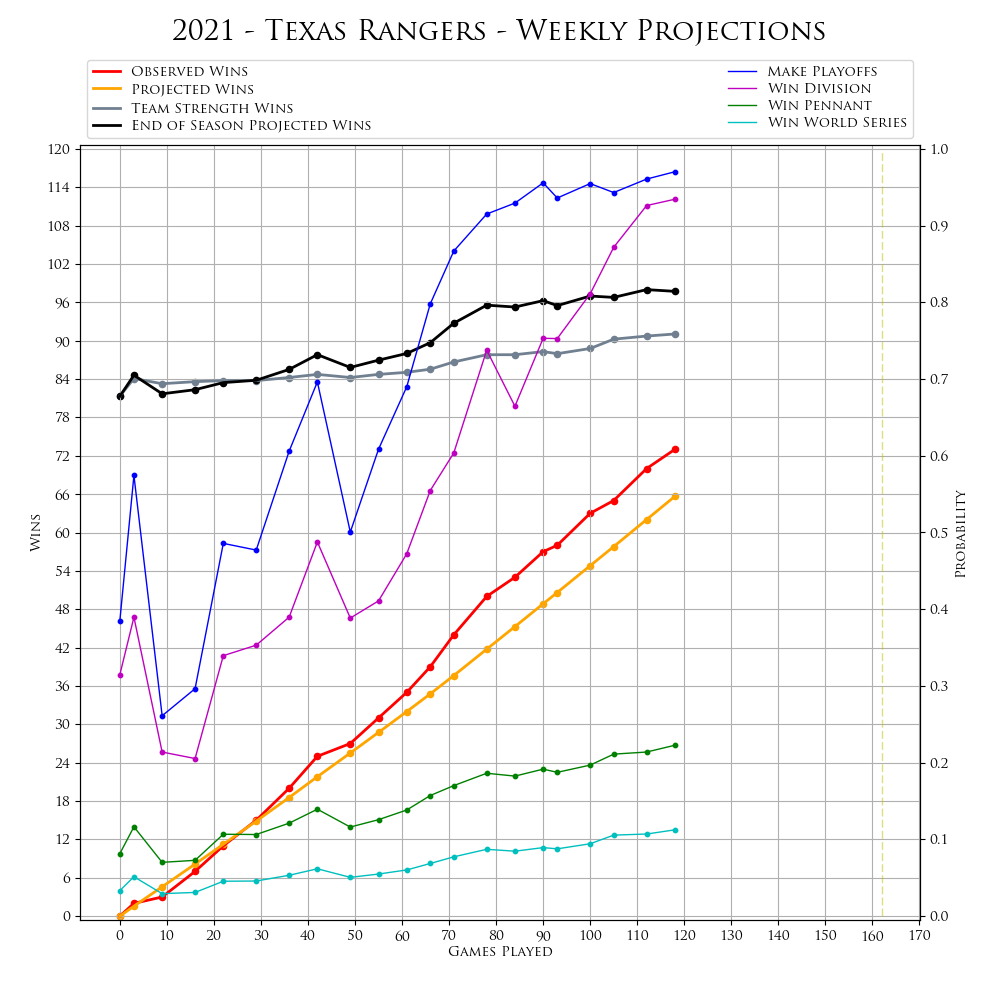 2021 - Texas Rangers - Weekly Projections
Observed Wins
Projected Wins
Team Strength Wins
End of Season Projected Wins
Make Playoffs
Win Division
Win Pennant
Win World Series
120
114
108
102
96
90
84
78
72
66
60
54
48
42
36
30
24
18
12
6
0
Wins
1.0
0.9
0.8
0.7
0.6
0.5
0.4
0.3
0.2
0.1
0.0
Probability
0 10 20 30 40 50 60 70 80 90 100 110 120 130 140 150 160 170
Games Played